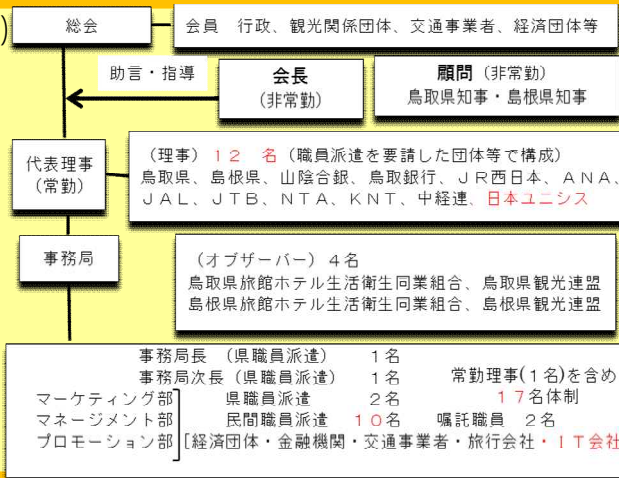 )
総会
会員 行政、観光関係団体、交通事業者、経済団体等
助言・指導
会長
(非常勤)
顧問（非常勤）
鳥取県知事・島根県知事
代表理事
(常勤)
（理事）１２ 名（職員派遣を要請した団体等で構成）
鳥取県、島根県、山陰合銀、鳥取銀行、ＪＲ西日本、ＡＮＡ、
ＪＡＬ、ＪＴＢ、ＮＴＡ、ＫＮＴ、中経連、日本ユニシス
事務局
（オブザーバー）４名
鳥取県旅館ホテル生活衛生同業組合、鳥取県観光連盟
島根県旅館ホテル生活衛生同業組合、島根県観光連盟
事務局長（県職員派遣） １名
事務局次長（県職員派遣） １名
常勤理事(１名)を含め
マーケティング部 県職員派遣 ２名
１７名体制
マネージメント部 民間職員派遣 １０名 嘱託職員 ２名
プロモーション部 [経済団体・金融機関・交通事業者・旅行会社・ＩＴ会社